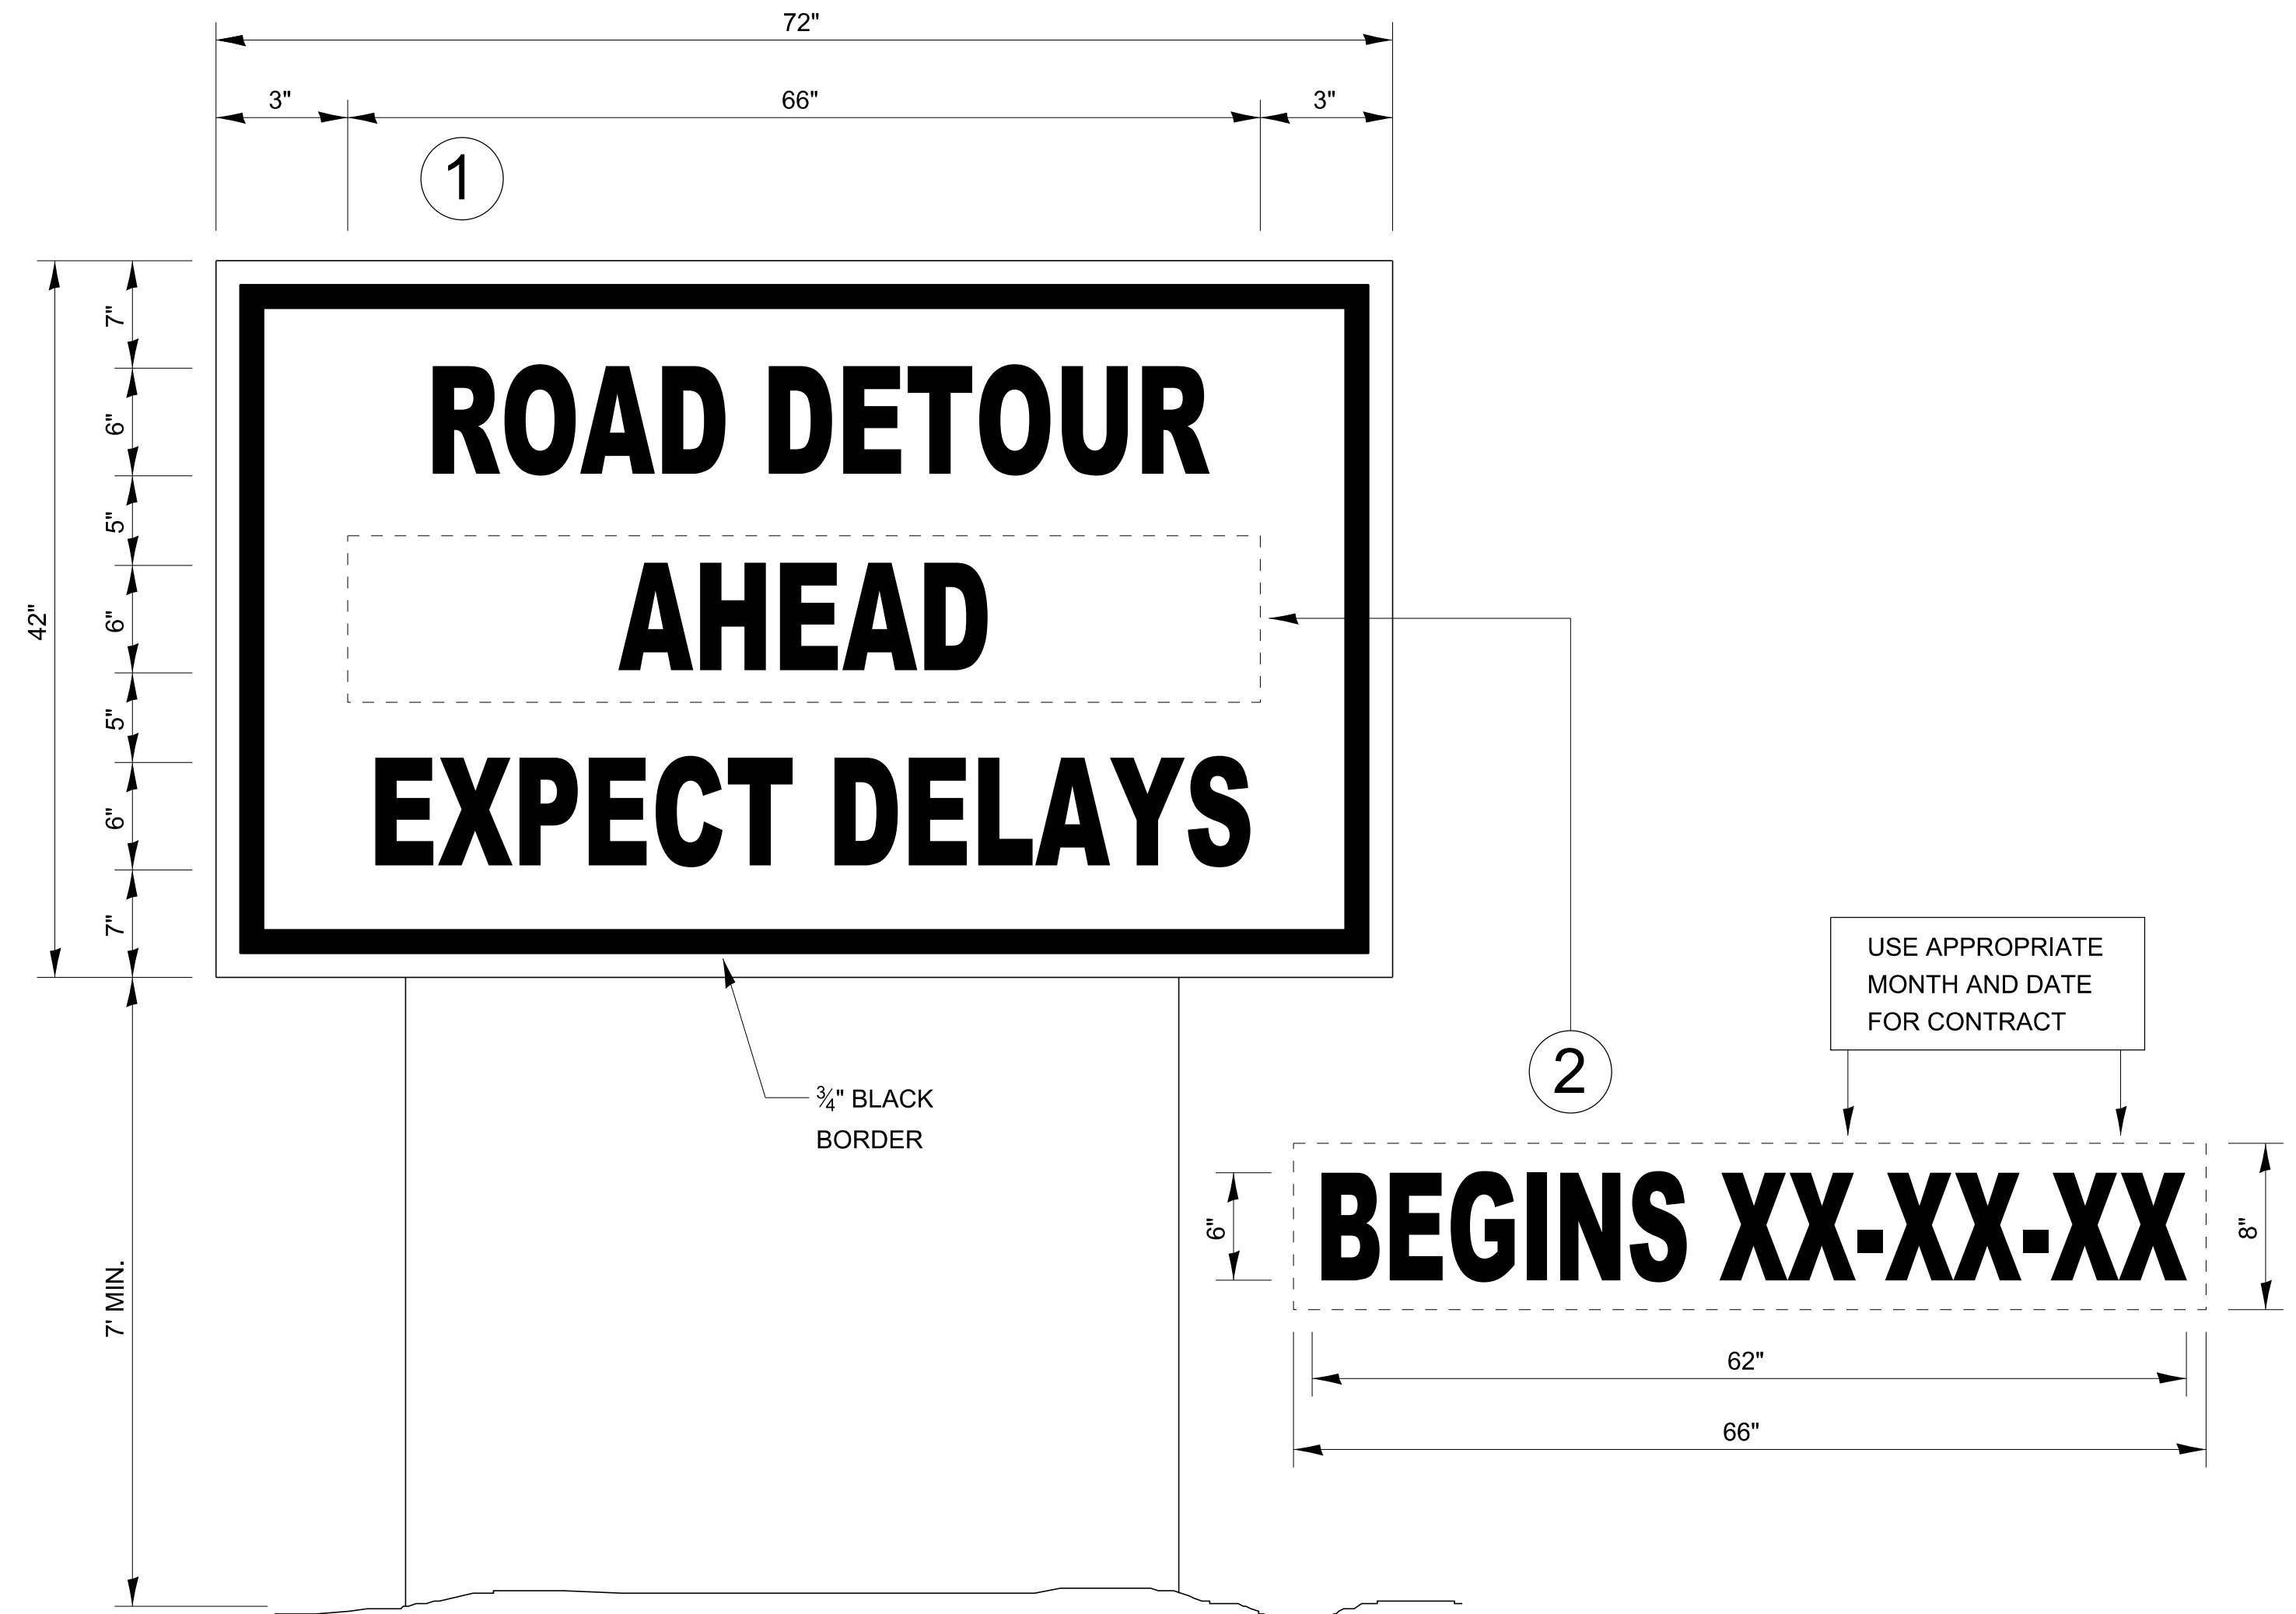 72"
3" 66" 3"
1
7"
6"
5"
6"
5"
6"
7"
42"
7' MIN.
ROAD DETOUR
AHEAD
EXPECT DELAYS
¾" BLACK
BORDER
2
USE APPROPRIATE
MONTH AND DATE
FOR CONTRACT
6"
BEGINS XX-XX-XX
8"
62"
66"